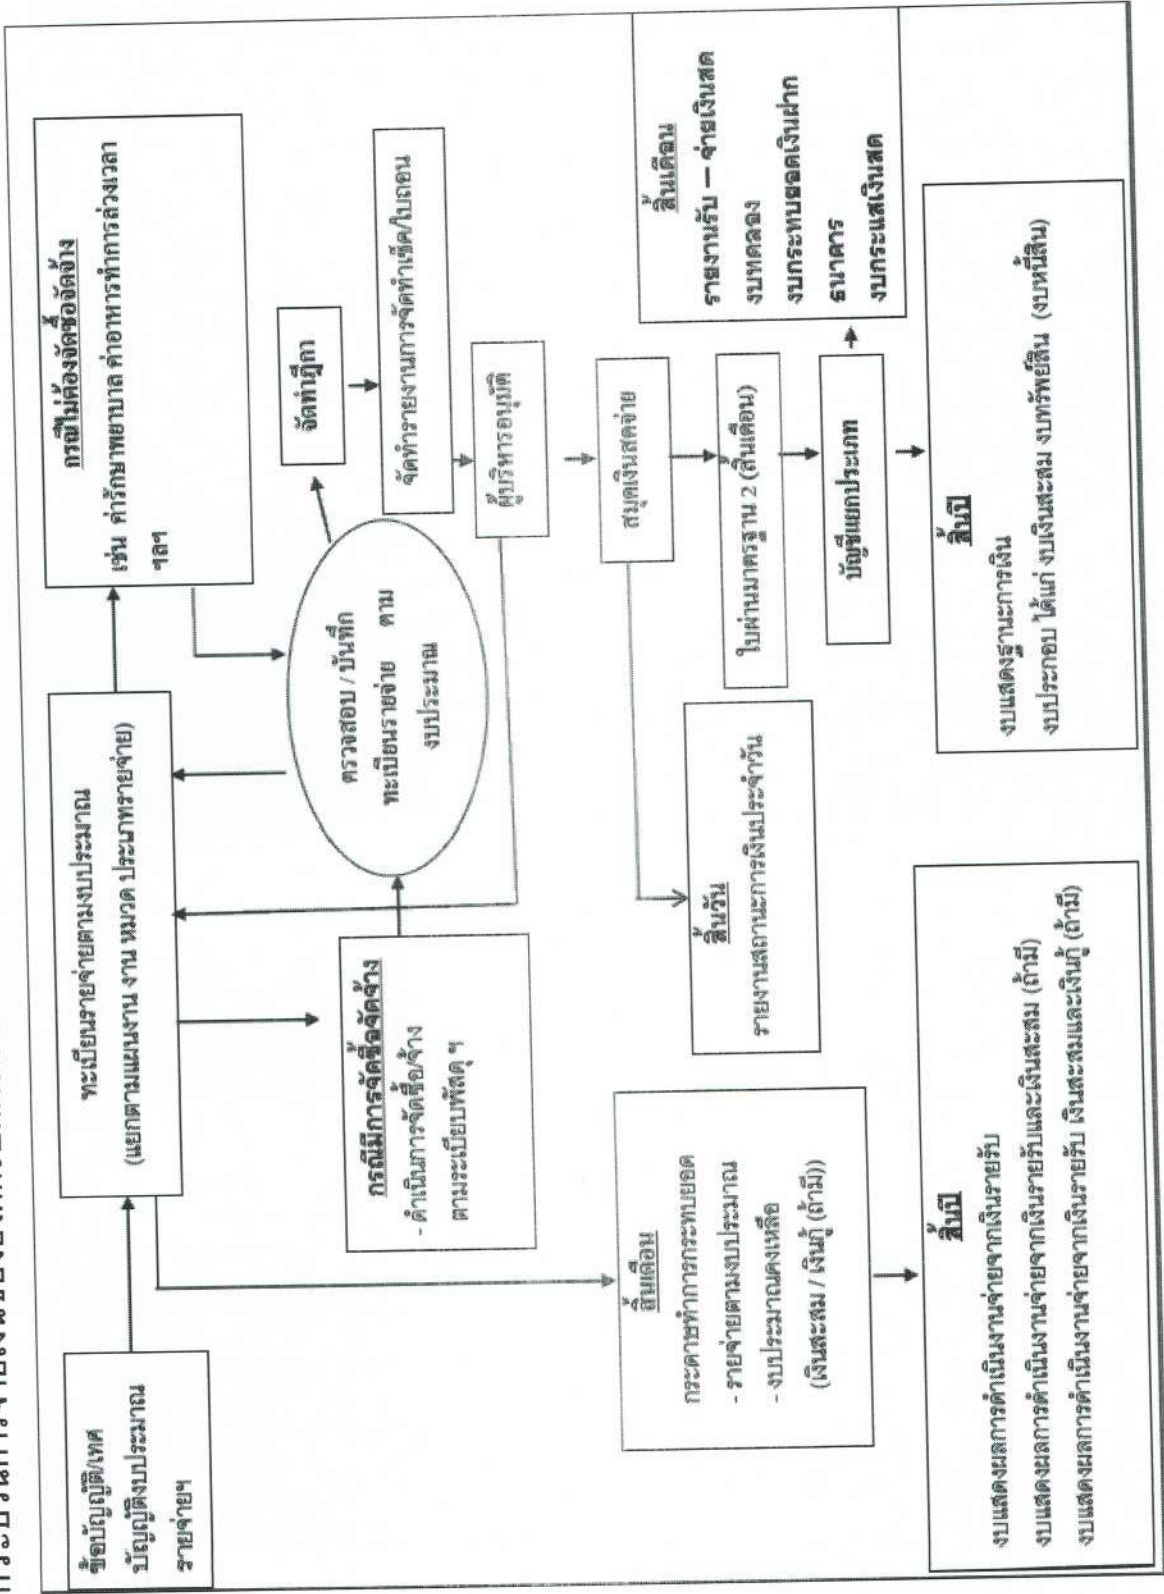 ข้อบัญญัติ/เทศ
บัญญัติงบประมาณ
รายจ่ายฯ
ทะเบียนรายจ่ายตามงบประมาณ
(แยกตามแผนงาน งาน หมวด ประเภทรายจ่าย)
กรณีไม่ต้องจัดซื้อจัดจ้าง
เช่น ค่ารักษาพยาบาล ค่าอาหารทำการล่วงเวลา
ฯลฯ
กรณีมีการจัดซื้อจัดจ้าง
- ดำเนินการจัดซื้อ/จ้าง
ตามระเบียบพัสดุ ฯ
ตรวจสอบ / บันทึก
ทะเบียนรายจ่าย ตาม
งบประมาณ
จัดทำฎีกา
จัดทำรายงานการจัดทำเช็ค/ใบถอน
ผู้บริหารอนุมัติ
สมุดเงินสดจ่าย
ใบผ่านมาตรฐาน 2 (สิ้นเดือน)
บัญชีแยกประเภท
สิ้นเดือน
รายงานรับ – จ่ายเงินสด
งบทดลอง
งบกระทบยอดเงินฝาก
ธนาคาร
งบกระแสเงินสด
สิ้นวัน
รายงานสถานะการเงินประจำวัน
สิ้นเดือน
กระดาษทำการกระทบยอด
- รายจ่ายตามงบประมาณ
- งบประมาณคงเหลือ
(เงินสะสม / เงินกู้ (ถ้ามี))
สิ้นปี
งบแสดงผลการดำเนินงานจ่ายจากเงินรายรับ
งบแสดงผลการดำเนินงานจ่ายจากเงินรายรับและเงินสะสม (ถ้ามี)
งบแสดงผลการดำเนินงานจ่ายจากเงินรายรับ เงินสะสมและเงินกู้ (ถ้ามี)
สิ้นปี
งบแสดงฐานะการเงิน
งบประกอบ ได้แก่ งบเงินสะสม งบทรัพย์สิน (งบหนี้สิน)